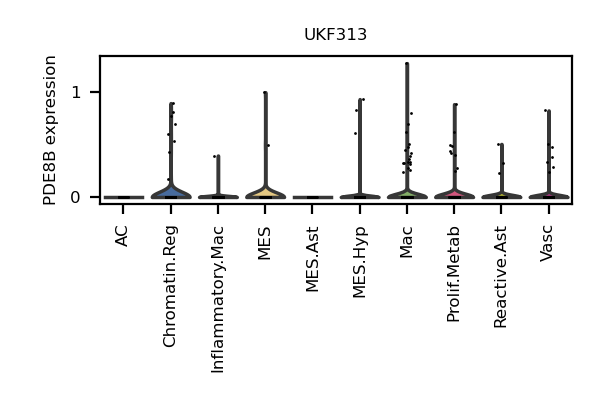 UKF313
PDE8B expression
1
0
AC
Chromatin.Reg
Inflammatory.Mac
MES
MES.Ast
MES.Hyp
Mac
Prolif.Metab
Reactive.Ast
Vasc